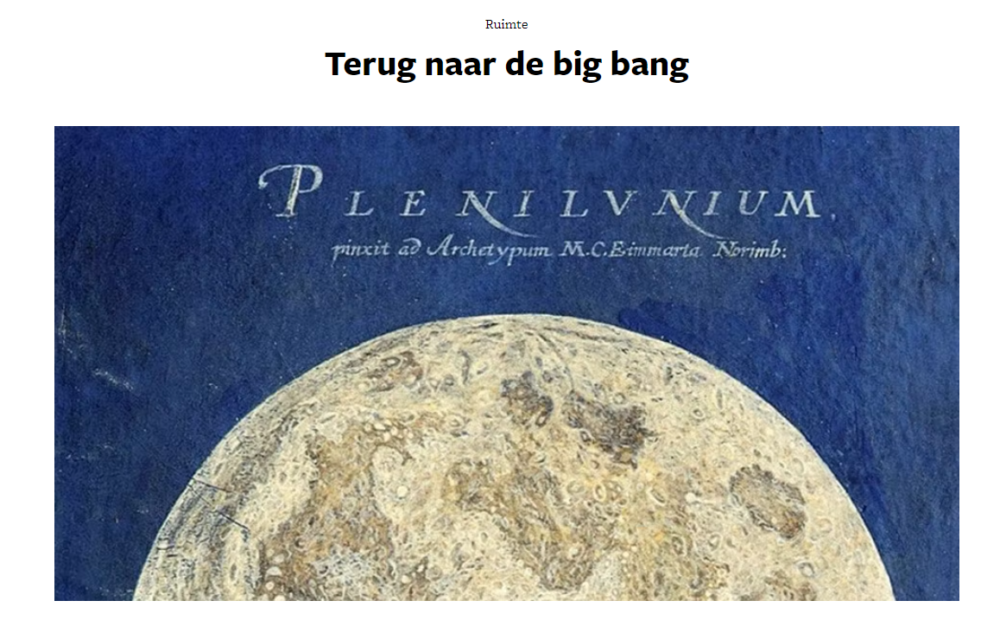 Ruimte
Terug naar de big bang
PLENILVNIUM.
pinxit ad Archetypum M.C.Eimmarta Norimb: